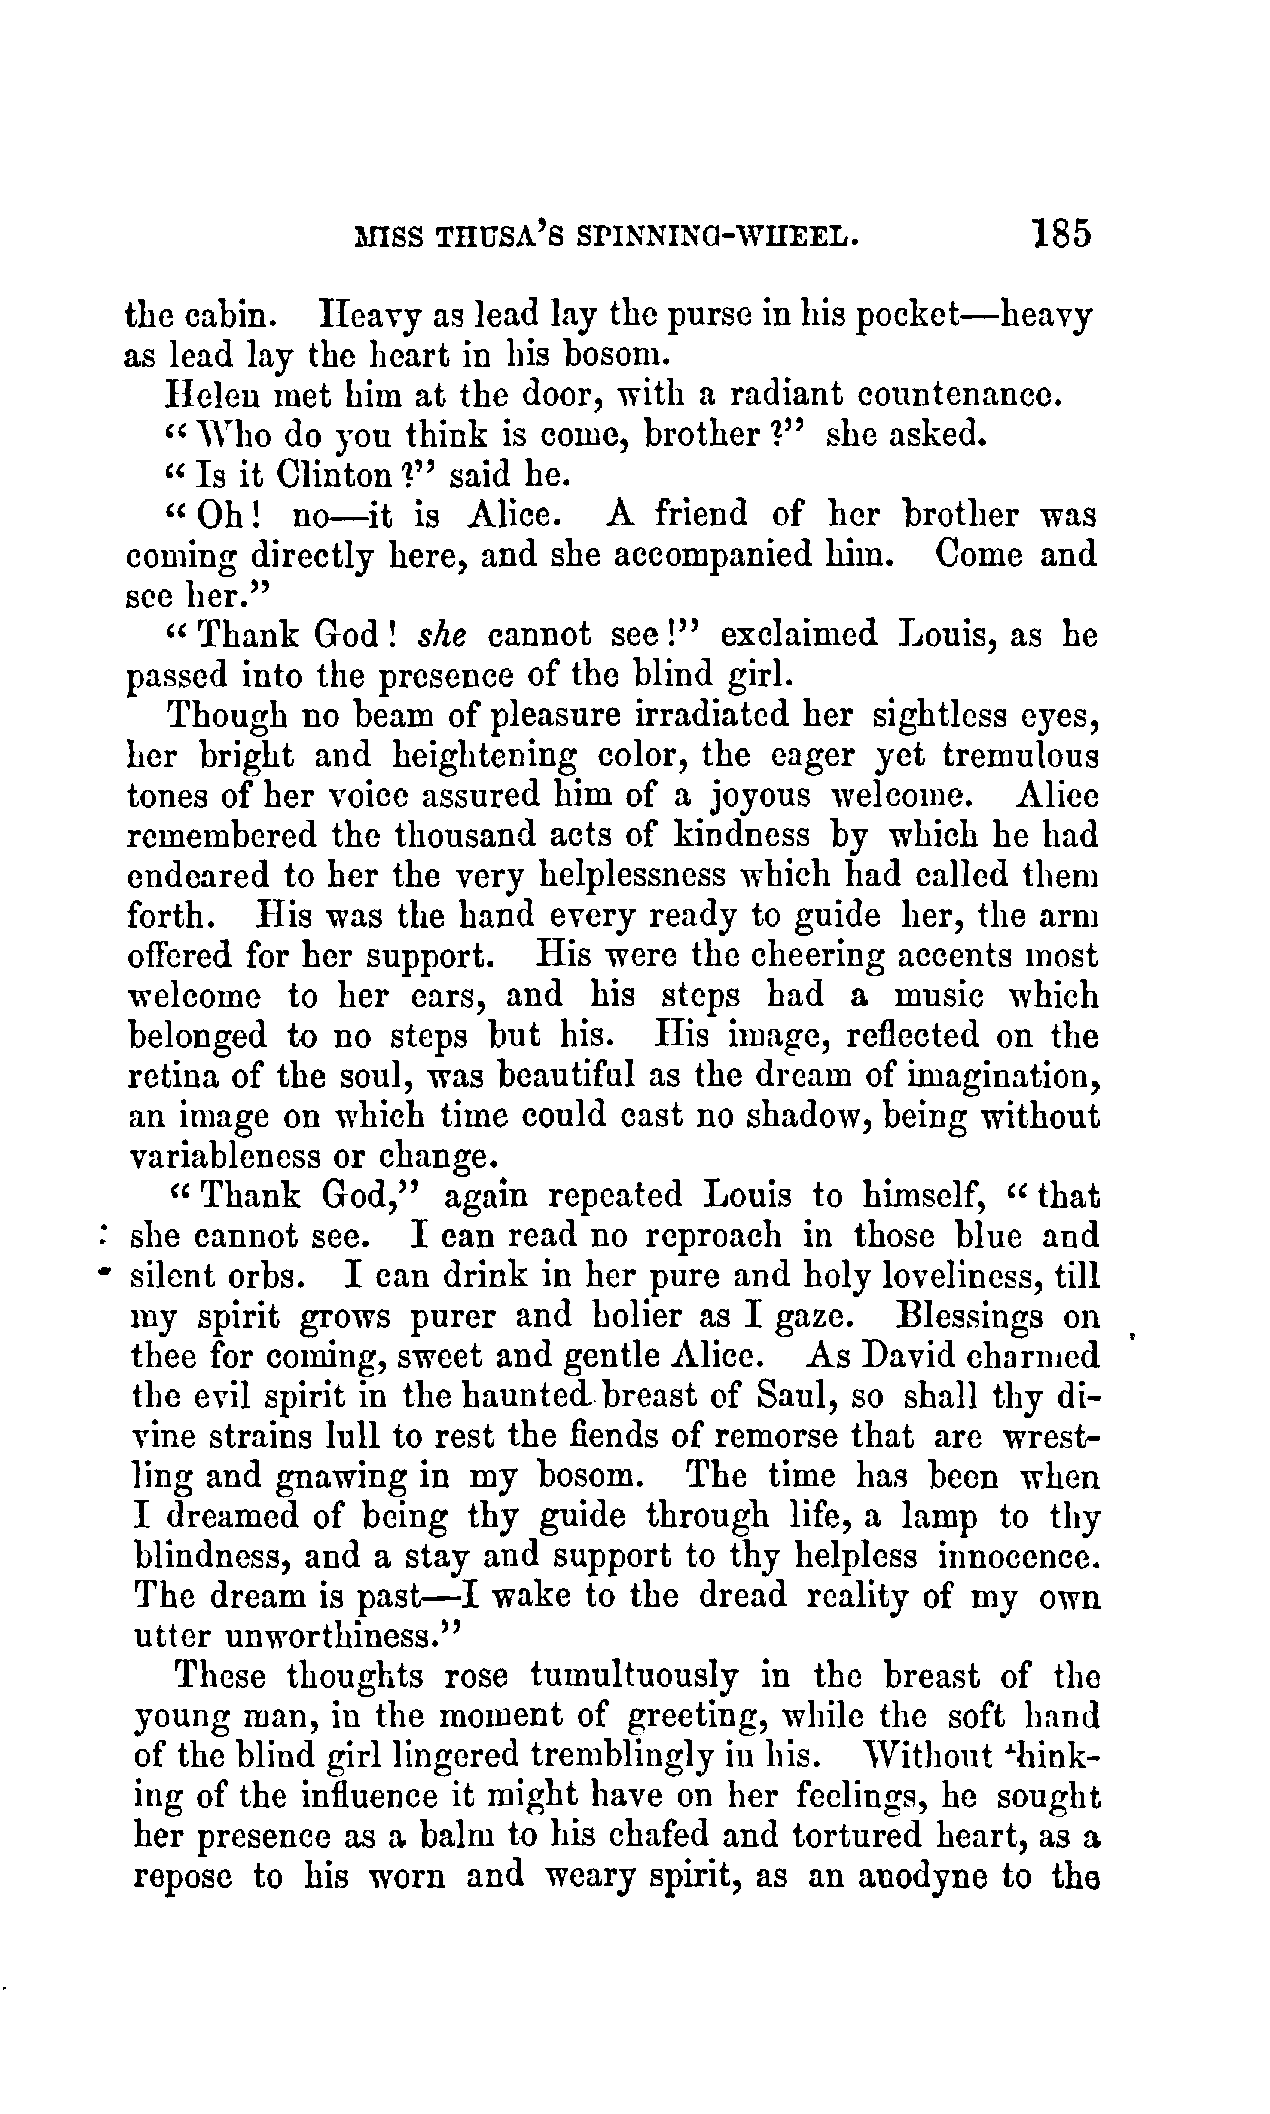 MISS THUSA'S SPINNING-WHEEL. 185
the cabin. Heavy as lead lay the purse in his pocket—heavy
as lead lay the heart in his bosom.
Helen met him at the door, with a radiant countenance.
“Who do you think is come, brother?” she asked.
“Is it Clinton?” said he.
“Oh! no—it is Alice. A friend of her brother was
coming directly here, and she accompanied him. Come and
see her.”
“Thank God! she cannot see!” exclaimed Louis, as he
passed into the presence of the blind girl.
Though no beam of pleasure irradiated her sightless eyes,
her bright and heightening color, the eager yet tremulous
tones of her voice assured him of a joyous welcome. Alice
remembered the thousand acts of kindness by which he had
endeared to her the very helplessness which had called them
forth. His was the hand every ready to guide her, the arm
offered for her support. His were the cheering accents most
welcome to her ears, and his steps had a music which
belonged to no steps but his. His image, reflected on the
retina of the soul, was beautiful as the dream of imagination,
an image on which time could cast no shadow, being without
variableness or change.
“Thank God,” again repeated Louis to himself, “that
she cannot see. I can read no reproach in those blue and
silent orbs. I can drink in her pure and holy loveliness, till
my spirit grows purer and holier as I gaze. Blessings on
thee for coming, sweet and gentle Alice. As David charmed
the evil spirit in the haunted breast of Saul, so shall thy di-
vine strains lull to rest the fiends of remorse that are wrest-
ling and gnawing in my bosom. The time has been when
I dreamed of being thy guide through life, a lamp to thy
blindness, and a stay and support to thy helpless innocence.
The dream is past—I wake to the dread reality of my own
utter unworthiness.”
These thoughts rose tumultuously in the breast of the
young man, in the moment of greeting, while the soft hand
of the blind girl lingered tremblingly in his. Without think-
ing of the influence it might have on her feelings, he sought
her presence as a balm to his chafed and tortured heart, as a
repose to his worn and weary spirit, as an anodyne to the